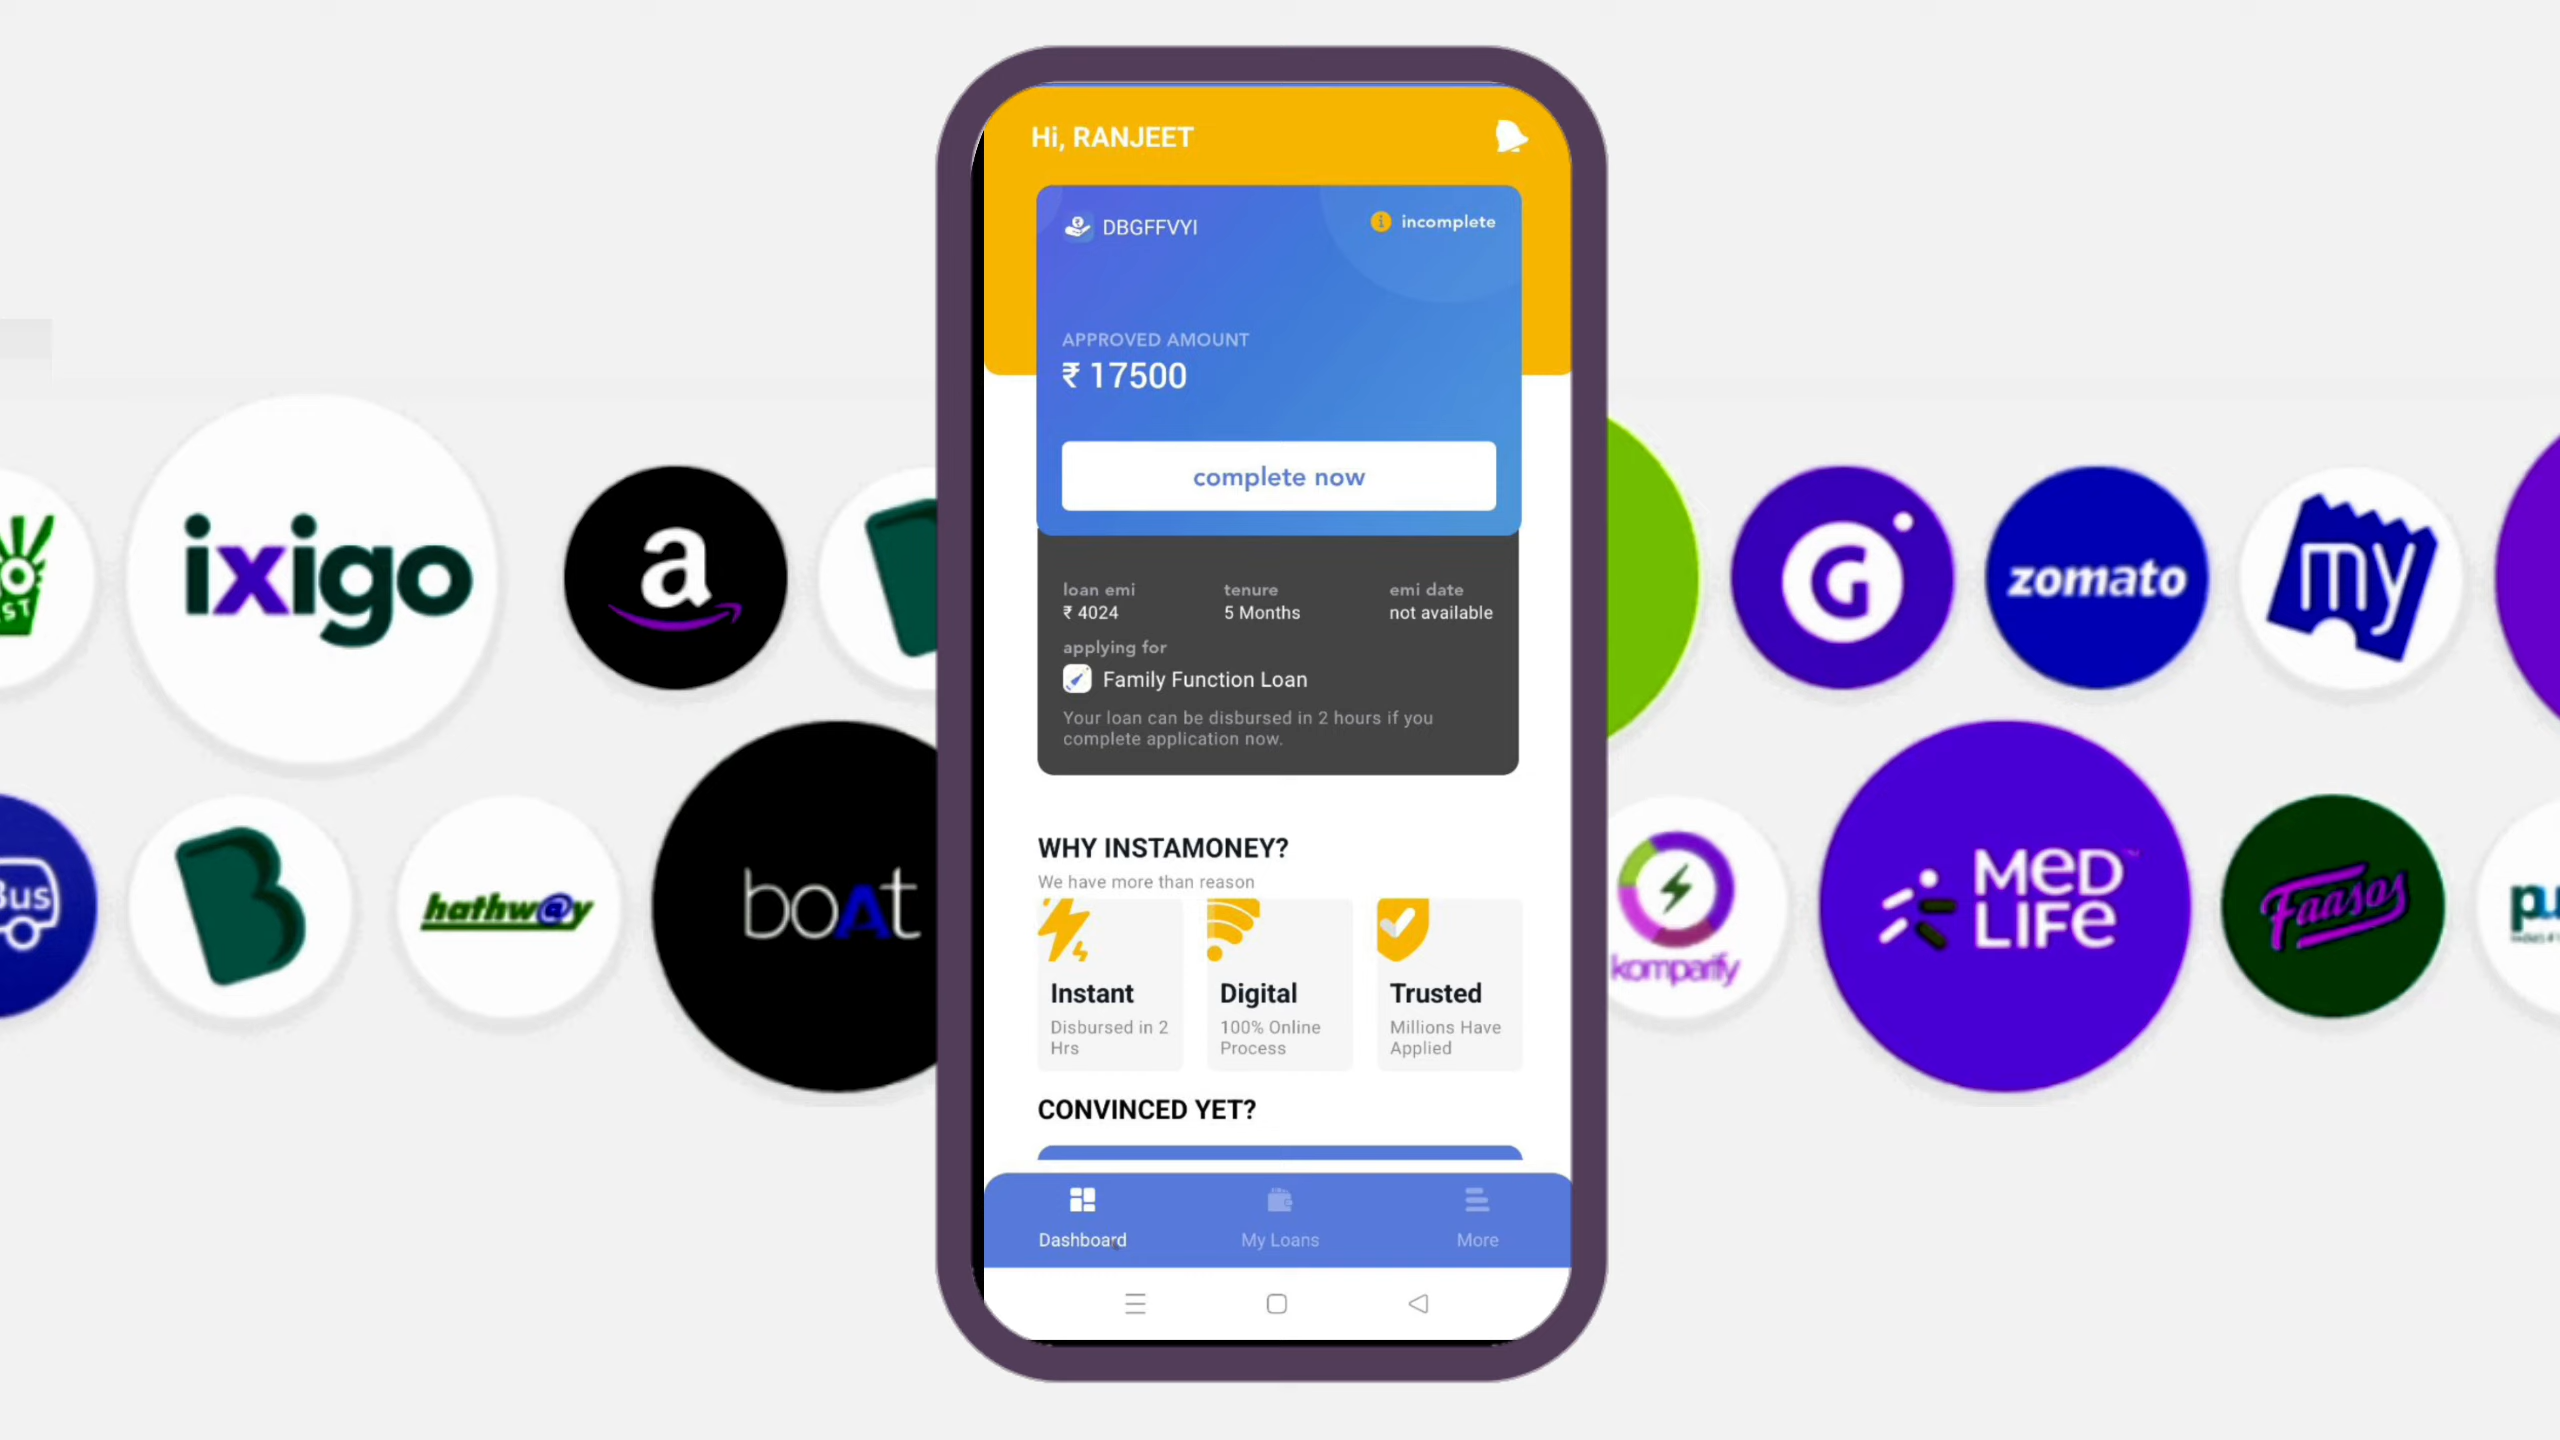 Hi, RANJEET
DBGFFVYI
incomplete
APPROVED AMOUNT
₹ 17500
complete now
loan emi
tenure
emi date
₹ 4024
5 Months
not available
applying for
Family Function Loan
Your loan can be disbursed in 2 hours if you
complete application now.
WHY INSTAMONEY?
We have more than reason
Instant
Digital
Trusted
Disbursed in 2
Hrs
100% Online
Process
Millions Have
Applied
CONVINCED YET?
Dashboard
My Loans
More
ixigo
a
G
zomato
my
Bus
B
hathw@y
boAt
komparify
MeD
LIFe
Faasos